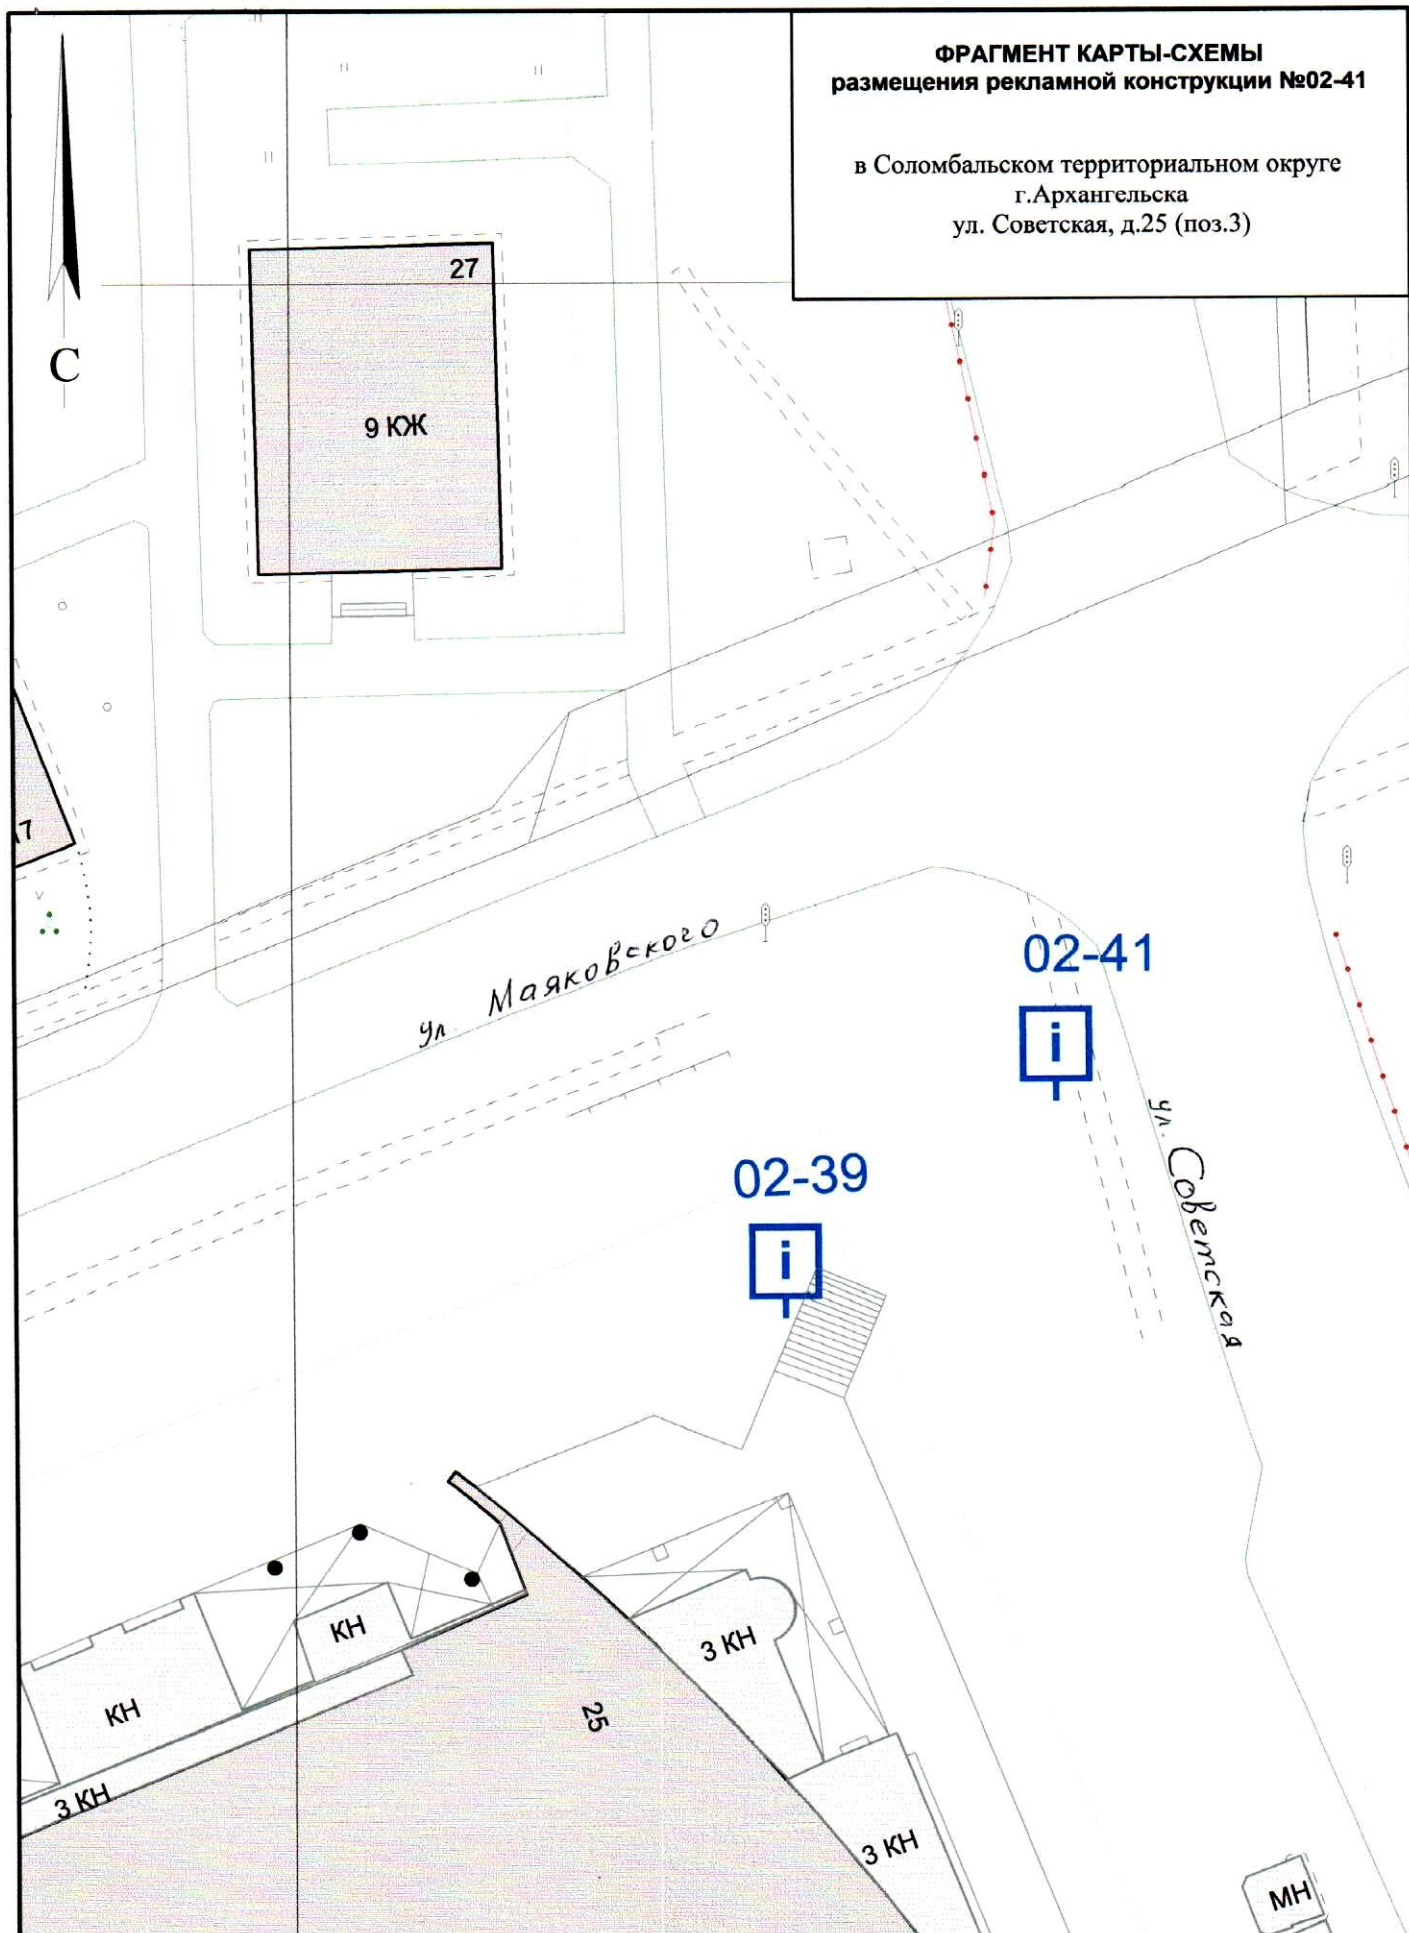 ФРАГМЕНТ КАРТЫ-СХЕМЫ
размещения рекламной конструкции №02-41
в Соломбальском территориальном округе
г.Архангельска
ул. Советская, д.25 (поз.3)
С
27
9 КЖ
17
ул. Маяковского
02-41
i
ул. Советская
02-39
i
КН
3 КН
КН
25
3 КН
3 КН
МН